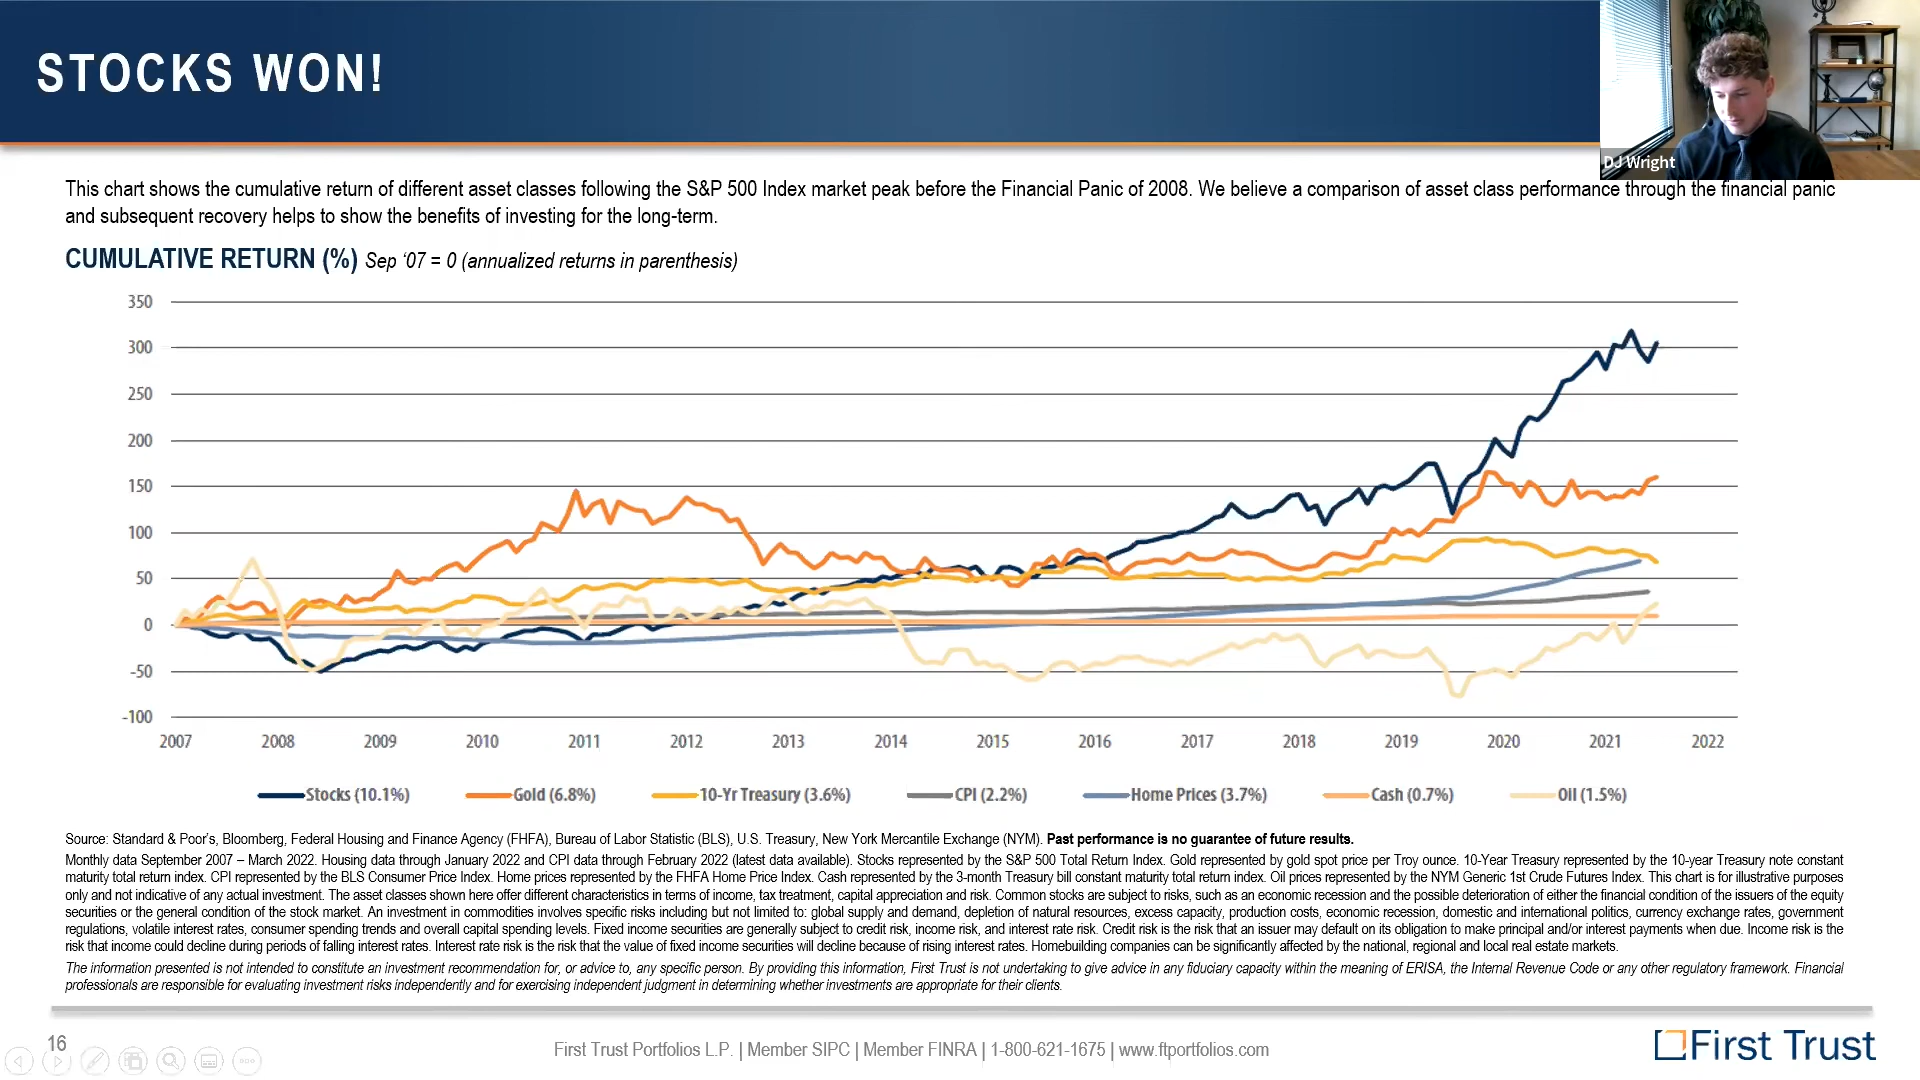 STOCKS WON!
DJ Wright
This chart shows the cumulative return of different asset classes following the S&P 500 Index market peak before the Financial Panic of 2008. We believe a comparison of asset class performance through the financial panic
and subsequent recovery helps to show the benefits of investing for the long-term.
CUMULATIVE RETURN (%) Sep ‘07 = 0 (annualized returns in parenthesis)
350
300
250
200
150
100
50
0
-50
-100
2007 2008 2009 2010 2011 2012 2013 2014 2015 2016 2017 2018 2019 2020 2021 2022
Stocks (10.1%) Gold (6.8%) 10-Yr Treasury (3.6%) CPI (2.2%) Home Prices (3.7%) Cash (0.7%) Oil (1.5%)
Source: Standard & Poor’s, Bloomberg, Federal Housing and Finance Agency (FHFA), Bureau of Labor Statistic (BLS), U.S. Treasury, New York Mercantile Exchange (NYM). Past performance is no guarantee of future results.
Monthly data September 2007 – March 2022. Housing data through January 2022 and CPI data through February 2022 (latest data available). Stocks represented by the S&P 500 Total Return Index. Gold represented by gold spot price per Troy ounce. 10-Year Treasury represented by the 10-year Treasury note constant
maturity total return index. CPI represented by the BLS Consumer Price Index. Home prices represented by the FHFA Home Price Index. Cash represented by the 3-month Treasury bill constant maturity total return index. Oil prices represented by the NYM Generic 1st Crude Futures Index. This chart is for illustrative purposes
only and not indicative of any actual investment. The asset classes shown here offer different characteristics in terms of income, tax treatment, capital appreciation and risk. Common stocks are subject to risks, such as an economic recession and the possible deterioration of either the financial condition of the issuers of the equity
securities or the general condition of the stock market. An investment in commodities involves specific risks including but not limited to: global supply and demand, depletion of natural resources, excess capacity, production costs, economic recession, domestic and international politics, currency exchange rates, government
regulations, volatile interest rates, consumer spending trends and overall capital spending levels. Fixed income securities are generally subject to credit risk, income risk, and interest rate risk. Credit risk is the risk that an issuer may default on its obligation to make principal and/or interest payments when due. Income risk is the
risk that income could decline during periods of falling interest rates. Interest rate risk is the risk that the value of fixed income securities will decline because of rising interest rates. Homebuilding companies can be significantly affected by the national, regional and local real estate markets.
The information presented is not intended to constitute an investment recommendation for, or advice to, any specific person. By providing this information, First Trust is not undertaking to give advice in any fiduciary capacity within the meaning of ERISA, the Internal Revenue Code or any other regulatory framework. Financial
professionals are responsible for evaluating investment risks independently and for exercising independent judgment in determining whether investments are appropriate for their clients.
16
First Trust Portfolios L.P. | Member SIPC | Member FINRA | 1-800-621-1675 | www.ftportfolios.com
First Trust